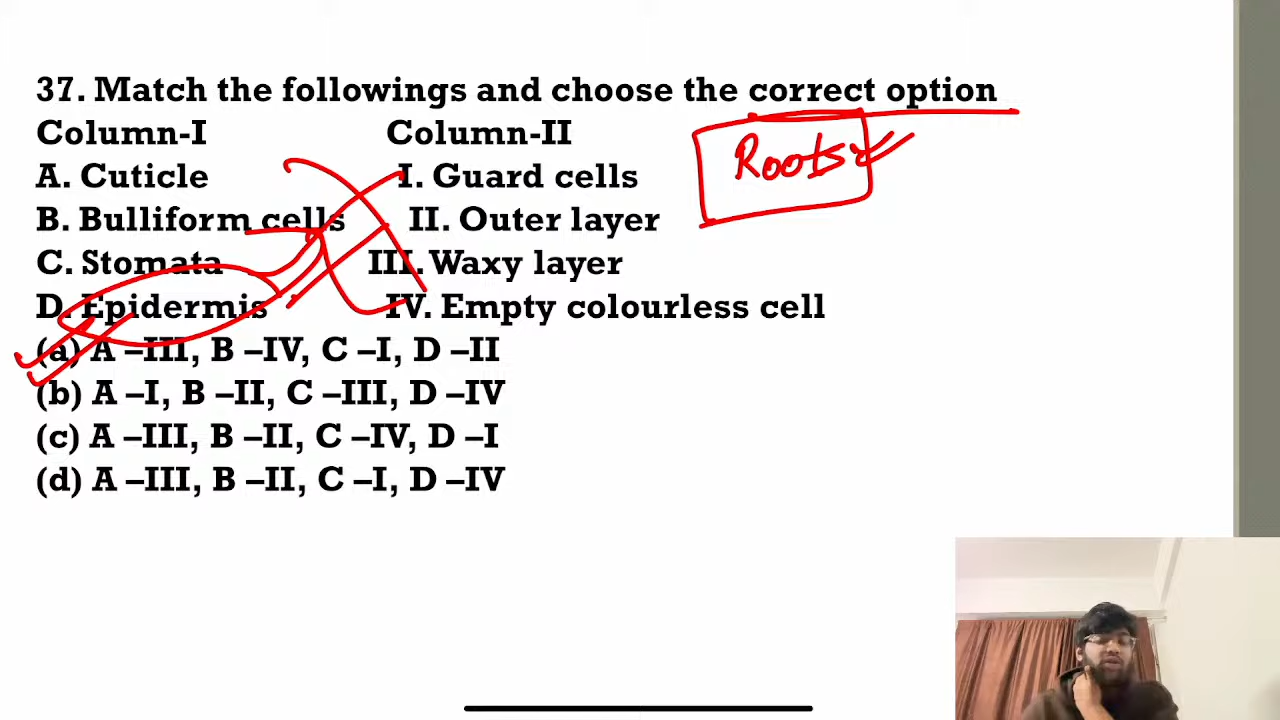 37. Match the followings and choose the correct option
Column-I Column-II
A. Cuticle I. Guard cells
B. Bulliform cells II. Outer layer
C. Stomata III. Waxy layer
D. Epidermis IV. Empty colourless cell
(a) A –III, B –IV, C –I, D –II
(b) A –I, B –II, C –III, D –IV
(c) A –III, B –II, C –IV, D –I
(d) A –III, B –II, C –I, D –IV
Roots